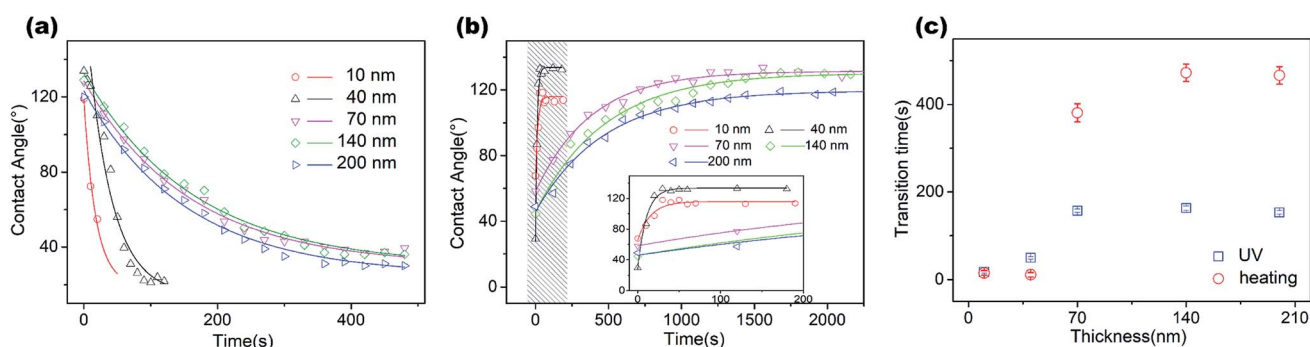 (a)
Contact Angle(°)
120
80
40
0
200
400
Time(s)
10 nm
40 nm
70 nm
140 nm
200 nm
(b)
Contact Angle(°)
160
120
80
40
0
0
500
1000
1500
2000
Time(s)
10 nm
40 nm
70 nm
140 nm
200 nm
120
80
40
0
0
100
200
(c)
Transition time(s)
400
200
0
0
70
140
210
Thickness(nm)
UV
heating